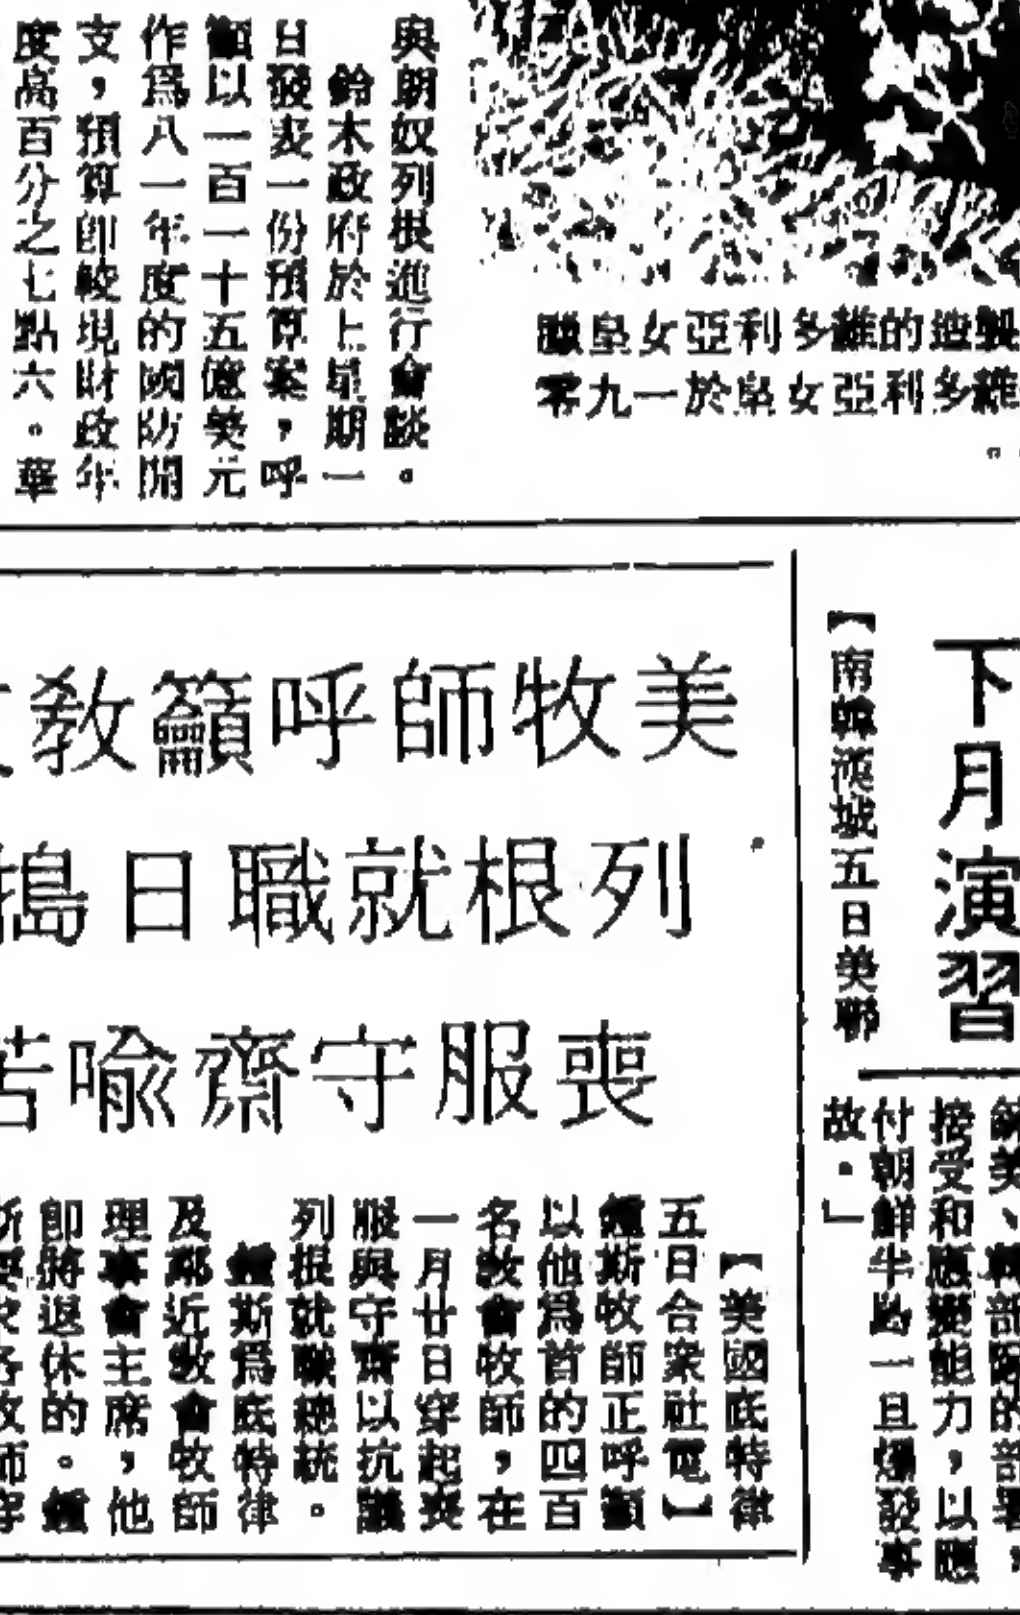 與朗奴列根進行會談。
鈴木政府於上星期一
日發表一份預算案，呼
籲以一百一十五億美元
作為八一年度的國防開
支，預算即較現財政年
度高百分之七點六。華
製造的維多利亞女皇
維多利亞女皇於一九零
。
下月演習
【南韓漢城五日美聯
接受和應變能力，以應
付朝鮮半島一旦爆發事
故。」
美牧師呼籲教
列根就職日搗
喪服守齋喻苦
【美國底特律
五日合眾社電】
鍾斯牧師正呼籲
以他為首的四百
名教會牧師，在
一月廿日穿起喪
服與守齋以抗議
列根就職總統。
鍾斯為底特律
及鄰近教會牧師
理事會主席，他
即將退休的。鍾